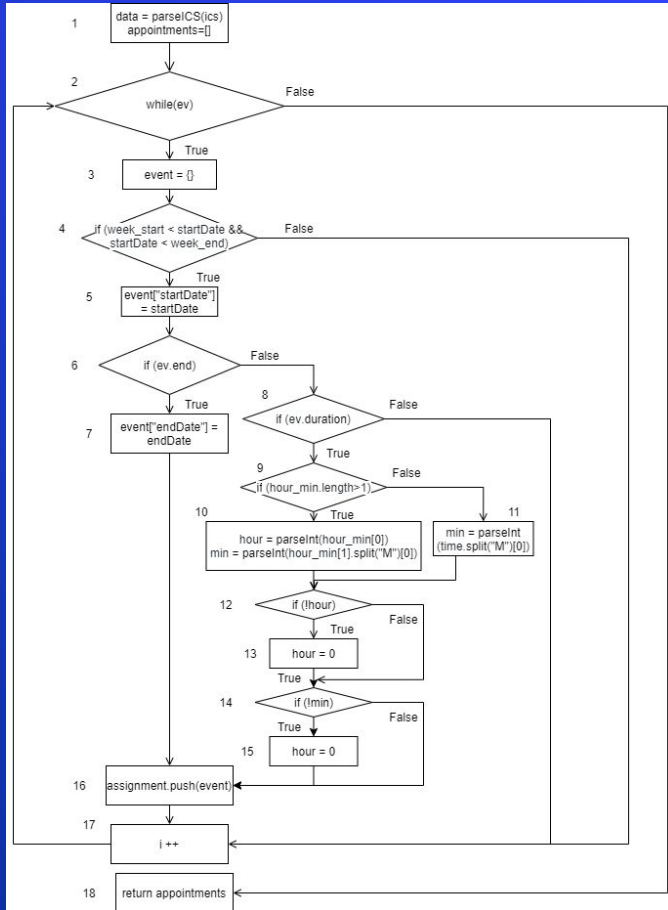 1
data = parseICS(ics)
appointments=[]
2
while(ev)
False
True
3
event = {}
4
if (week_start < startDate &&
startDate < week_end)
False
True
5
event["startDate"]
= startDate
6
if (ev.end)
False
True
7
event["endDate"] =
endDate
8
if (ev.duration)
False
True
9
if (hour_min.length>1)
False
True
10
hour = parseInt(hour_min[0])
min = parseInt(hour_min[1].split("M")[0])
11
min = parseInt
(time.split("M")[0])
12
if (!hour)
False
True
13
hour = 0
True
14
if (!min)
False
True
15
hour = 0
16
assignment.push(event)
17
i ++
18
return appointments